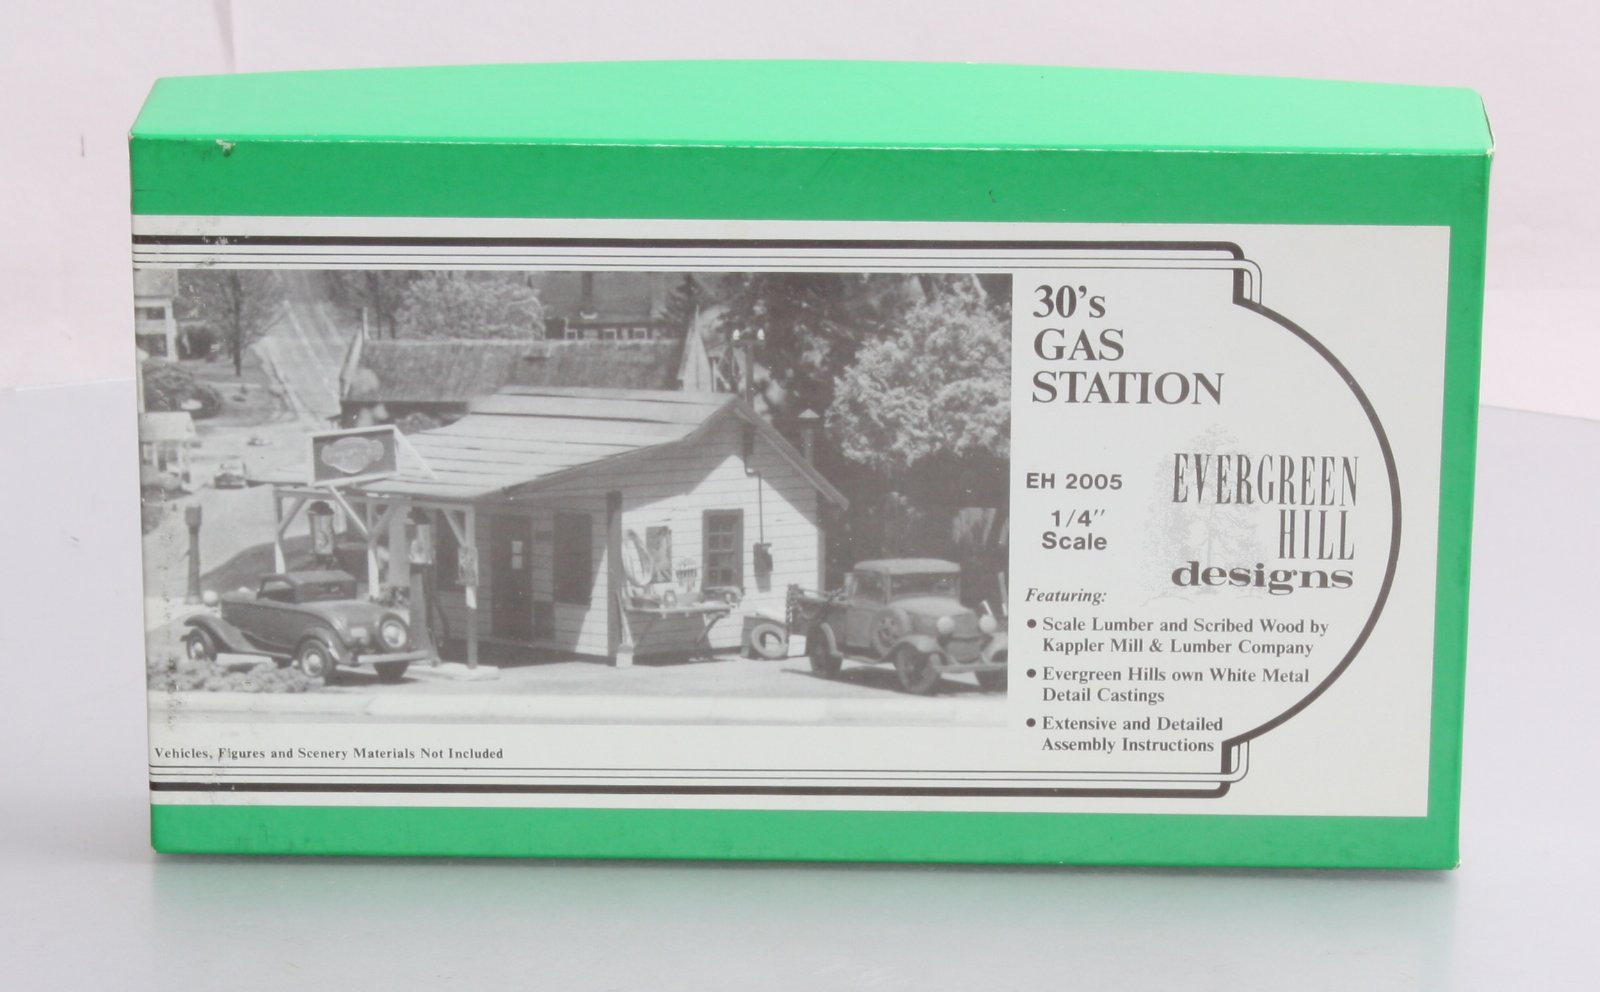 30's
GAS
STATION
EH 2005
1/4"
Scale
EVERGREEN
HILL
designs
Featuring:
• Scale Lumber and Scribed Wood by
Kappler Mill & Lumber Company
• Evergreen Hills own White Metal
Detail Castings
• Extensive and Detailed
Assembly Instructions
Vehicles, Figures and Scenery Materials Not Included